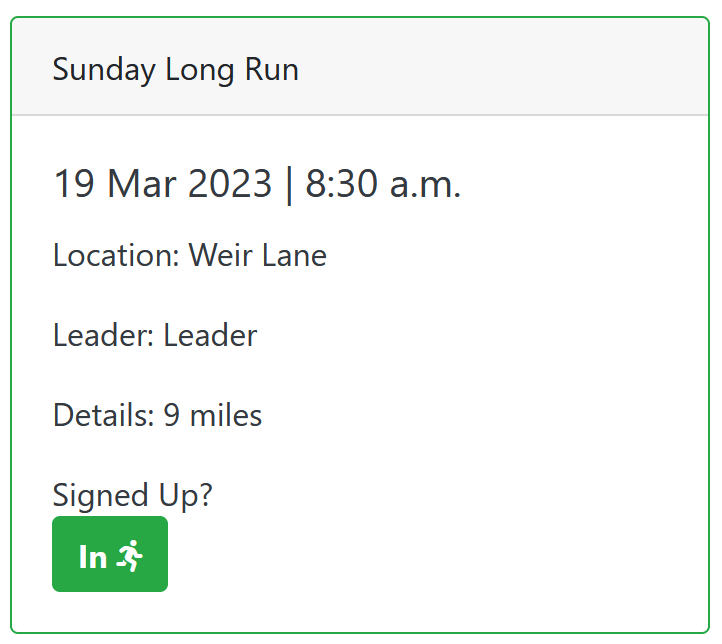 Sunday Long Run
19 Mar 2023 | 8:30 a.m.
Location: Weir Lane
Leader: Leader
Details: 9 miles
Signed Up?
In